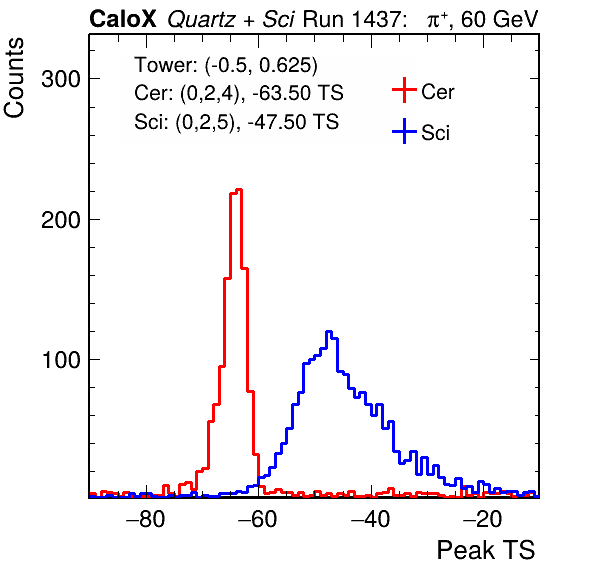 CaloX Quartz + Sci Run 1437: π⁺, 60 GeV
Counts
Tower: (-0.5, 0.625)
Cer: (0,2,4), -63.50 TS
Sci: (0,2,5), -47.50 TS
Cer
Sci
300
200
100
−80 −60 −40 −20
Peak TS